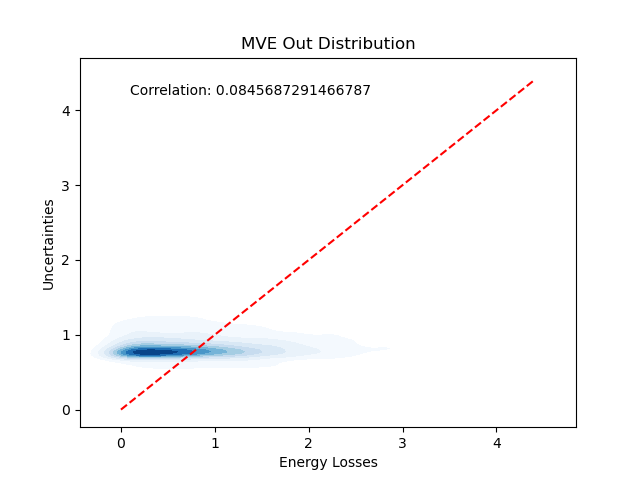 MVE Out Distribution
Correlation: 0.0845687291466787
4
3
2
1
0
Uncertainties
0 1 2 3 4
Energy Losses